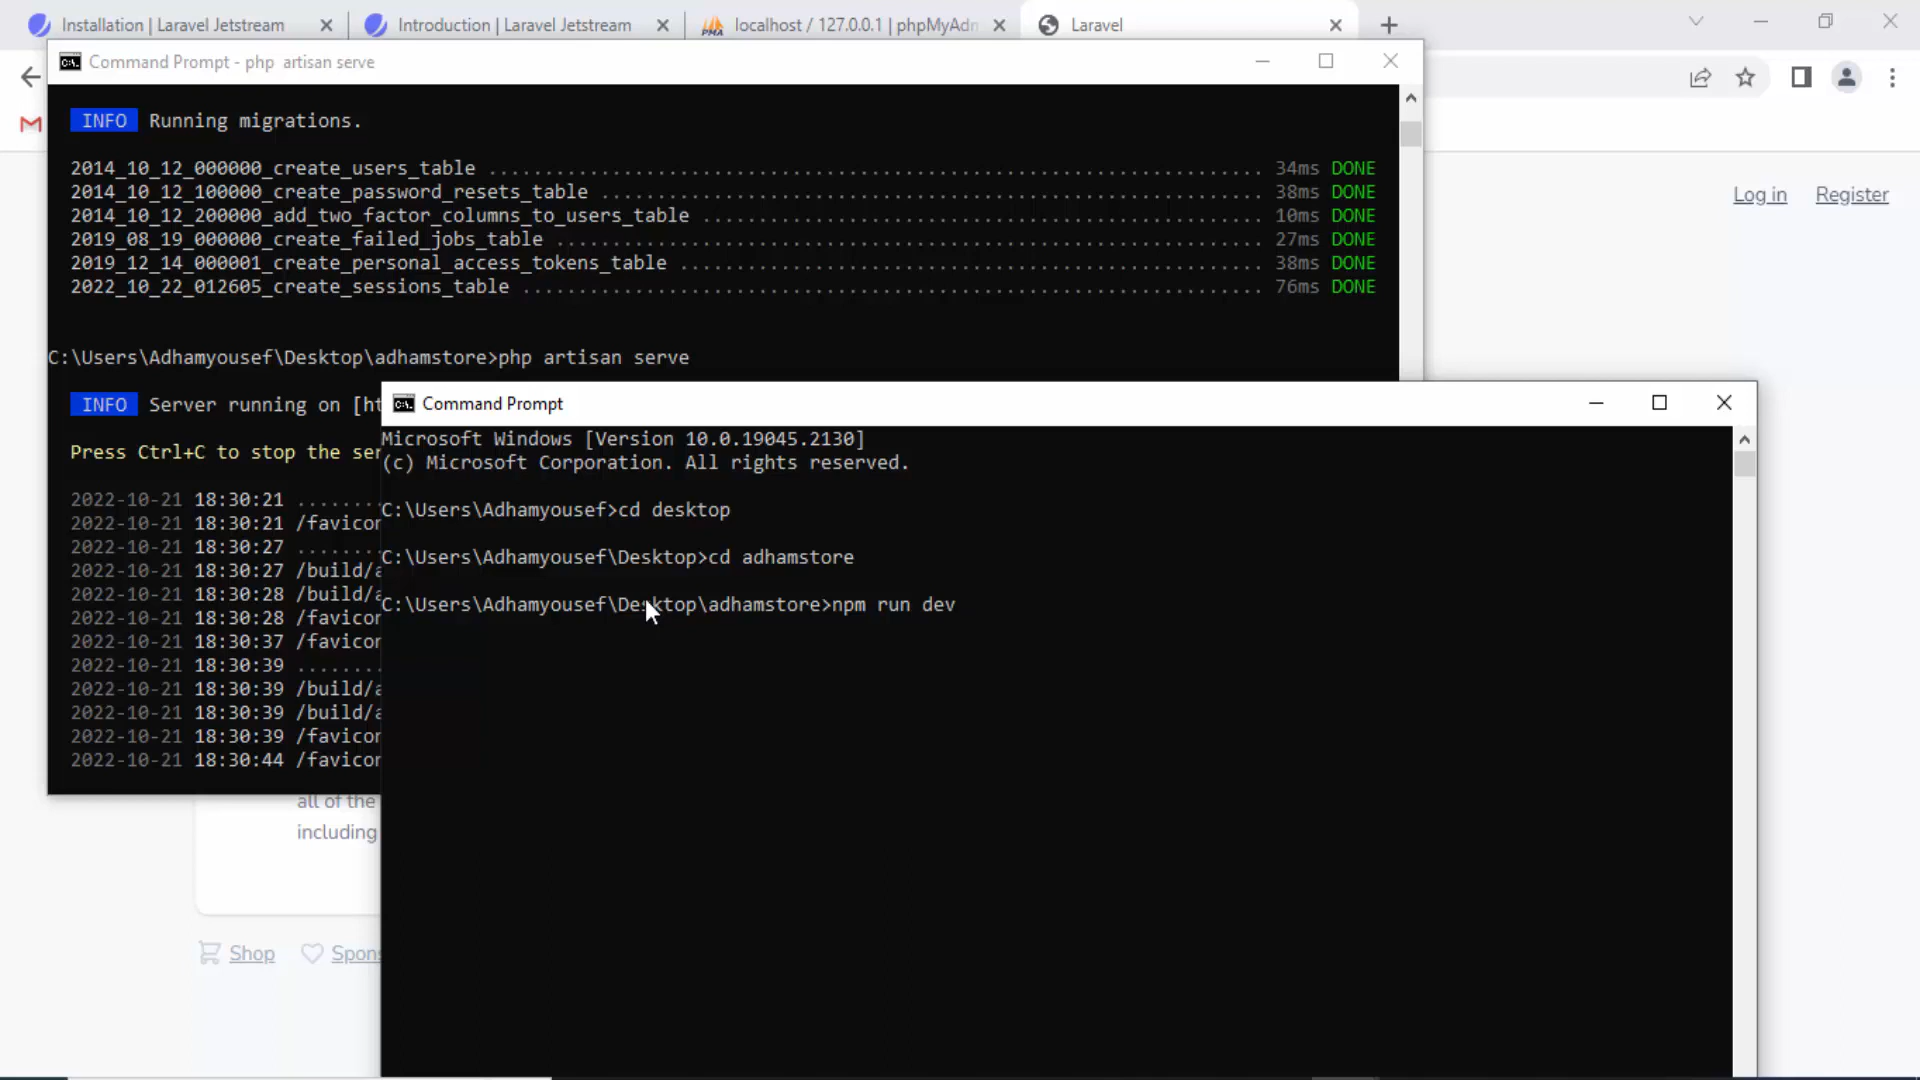 Installation | Laravel Jetstream
Introduction | Laravel Jetstream
localhost / 127.0.0.1 | phpMyAdm
Laravel
Command Prompt - php artisan serve
INFO Running migrations.
2014_10_12_000000_create_users_table ........ 34ms DONE
2014_10_12_100000_create_password_resets_table ........ 38ms DONE
2014_10_12_200000_add_two_factor_columns_to_users_table ........ 10ms DONE
2019_08_19_000000_create_failed_jobs_table ........ 27ms DONE
2019_12_14_000001_create_personal_access_tokens_table ........ 38ms DONE
2022_10_22_012605_create_sessions_table ........ 76ms DONE
C:\Users\Adhamyousef\Desktop\adhamstore>php artisan serve
INFO Server running on [ht
Press Ctrl+C to stop the ser
2022-10-21 18:30:21 ........
2022-10-21 18:30:21 /favicon
2022-10-21 18:30:27 ........
2022-10-21 18:30:27 /build/a
2022-10-21 18:30:28 /build/a
2022-10-21 18:30:28 /favicon
2022-10-21 18:30:37 /favicon
2022-10-21 18:30:39 ........
2022-10-21 18:30:39 /build/a
2022-10-21 18:30:39 /build/a
2022-10-21 18:30:39 /favicon
2022-10-21 18:30:44 /favicon
Command Prompt
Microsoft Windows [Version 10.0.19045.2130]
(c) Microsoft Corporation. All rights reserved.
C:\Users\Adhamyousef>cd desktop
C:\Users\Adhamyousef\Desktop>cd adhamstore
C:\Users\Adhamyousef\Desktop\adhamstore>npm run dev
Log in
Register
all of the
including
Shop
Spons